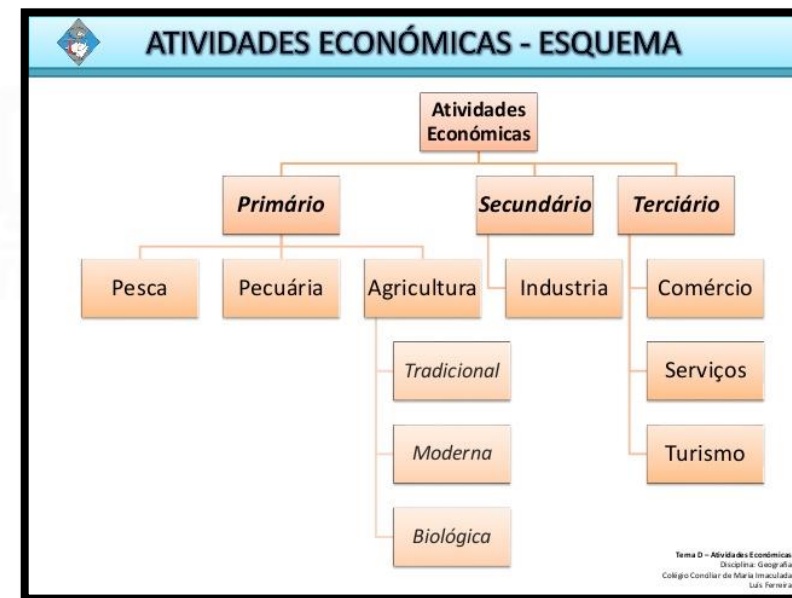 ATIVIDADES ECONÓMICAS - ESQUEMA
Atividades
Económicas
Primário
Secundário
Terciário
Pesca
Pecuária
Agricultura
Industria
Comércio
Tradicional
Serviços
Moderna
Turismo
Biológica
Tema D – Atividades Económicas
Disciplina: Geografia
Colégio Conciliar de Maria Imaculada
Luís Ferreira